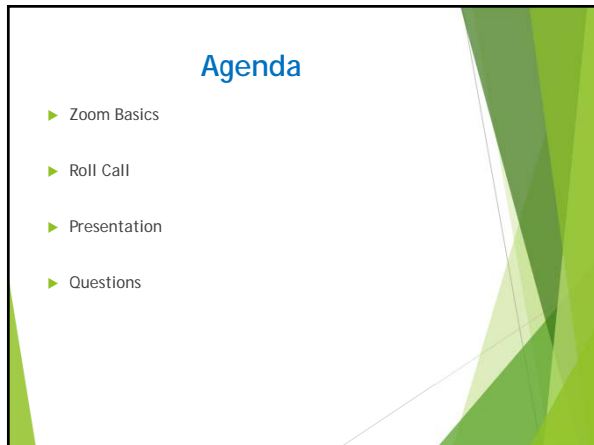 Agenda
Zoom Basics
Roll Call
Presentation
Questions